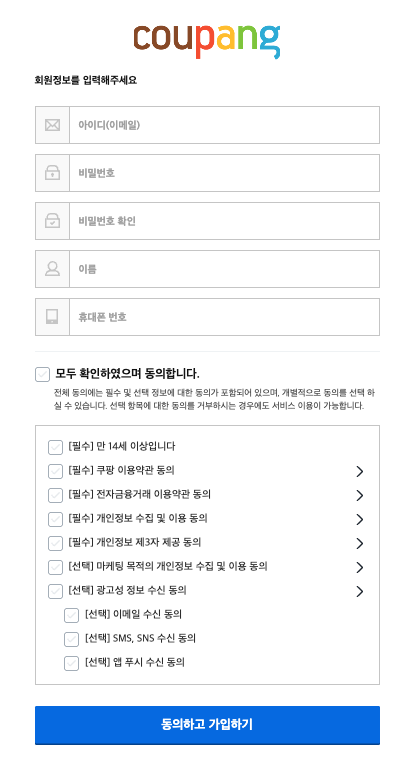 coupang
회원정보를 입력해주세요
아이디(이메일)
비밀번호
비밀번호 확인
이름
휴대폰 번호
모두 확인하였으며 동의합니다.
전체 동의에는 필수 및 선택 정보에 대한 동의가 포함되어 있으며, 개별적으로 동의를 선택 하
실 수 있습니다. 선택 항목에 대한 동의를 거부하시는 경우에도 서비스 이용이 가능합니다.
[필수] 만 14세 이상입니다
[필수] 쿠팡 이용약관 동의
[필수] 전자금융거래 이용약관 동의
[필수] 개인정보 수집 및 이용 동의
[필수] 개인정보 제3자 제공 동의
[선택] 마케팅 목적의 개인정보 수집 및 이용 동의
[선택] 광고성 정보 수신 동의
[선택] 이메일 수신 동의
[선택] SMS, SNS 수신 동의
[선택] 앱 푸시 수신 동의
동의하고 가입하기